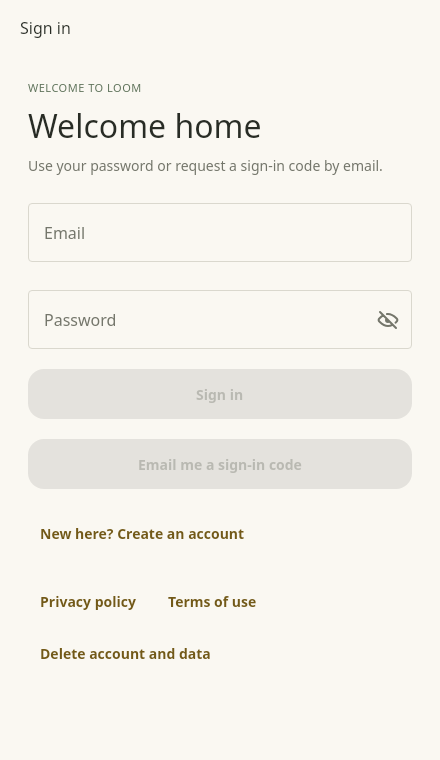 Sign in
WELCOME TO LOOM
Welcome home
Use your password or request a sign-in code by email.
Email
Password
Sign in
Email me a sign-in code
New here? Create an account
Privacy policy Terms of use
Delete account and data